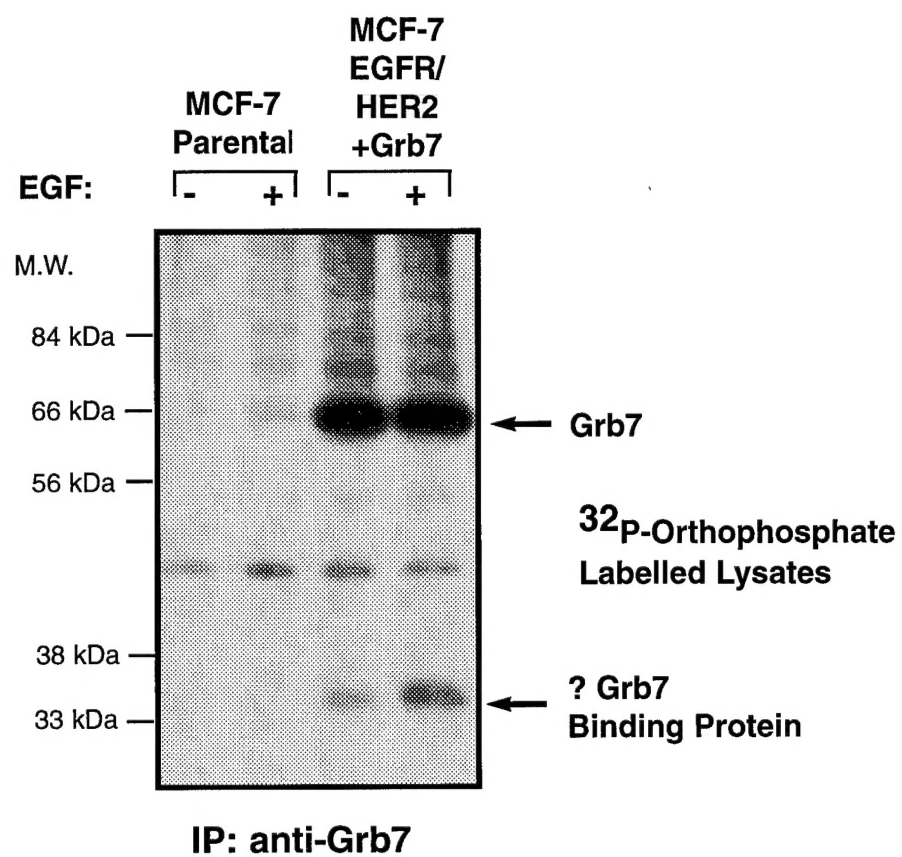 MCF-7
Parental
MCF-7
EGFR/
HER2
+Grb7
EGF: - + - +
M.W.
84 kDa
66 kDa
Grb7
56 kDa
32P-Orthophosphate
Labelled Lysates
38 kDa
? Grb7
Binding Protein
33 kDa
IP: anti-Grb7